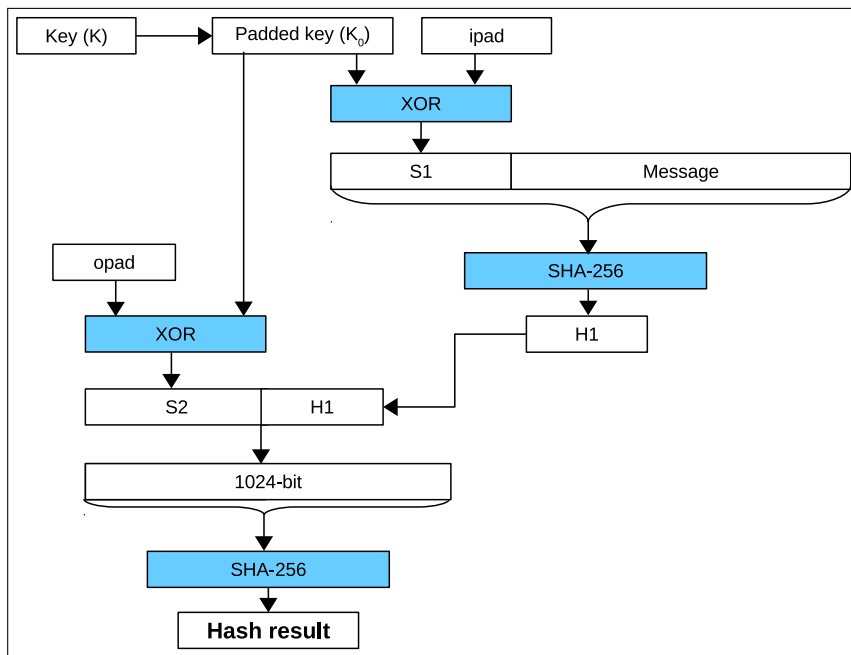 Key (K)
Padded key (K₀)
ipad
XOR
S1
Message
opad
SHA-256
XOR
H1
S2
H1
1024-bit
SHA-256
Hash result